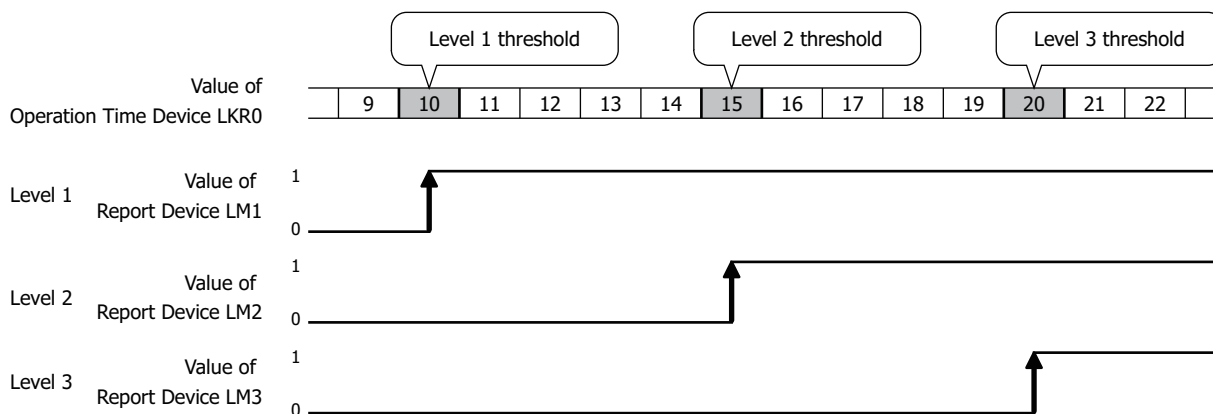 Level 1 threshold
Level 2 threshold
Level 3 threshold
Value of
Operation Time Device LKR0
9 10 11 12 13 14 15 16 17 18 19 20 21 22
Level 1
Value of
Report Device LM1
1
0
Level 2
Value of
Report Device LM2
1
0
Level 3
Value of
Report Device LM3
1
0